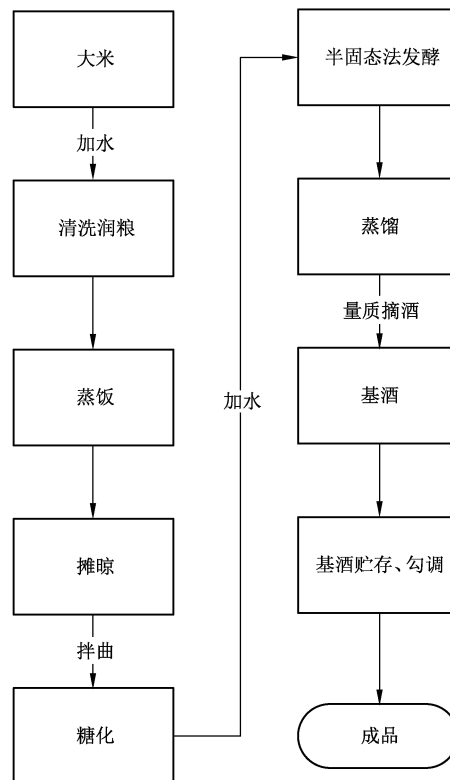 大米
加水
清洗润粮
蒸饭
摊晾
拌曲
糖化
加水
半固态法发酵
蒸馏
量质摘酒
基酒
基酒贮存、勾调
成品